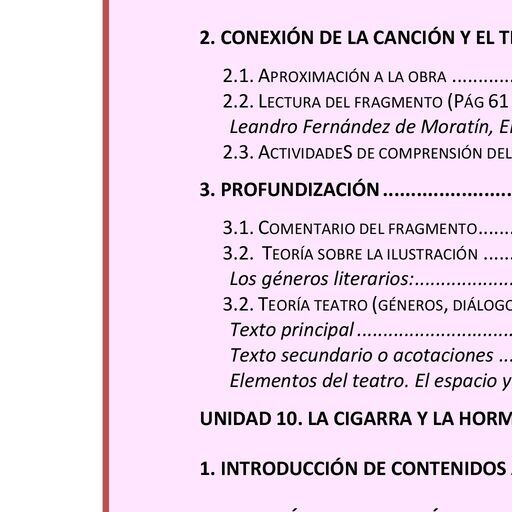 2. CONEXIÓN DE LA CANCIÓN Y EL
2.1. APROXIMACIÓN A LA OBRA ..........
2.2. LECTURA DEL FRAGMENTO (PÁG 61
Leandro Fernández de Moratín,
2.3. ACTIVIDADES DE COMPRENSIÓN DEL
3. PROFUNDIZACIÓN.......................
3.1. COMENTARIO DEL FRAGMENTO......
3.2. TEORÍA SOBRE LA ILUSTRACIÓN .....
Los géneros literarios:.................
3.2. TEORÍA TEATRO (GÉNEROS,
Texto principal...........................
Texto secundario o acotaciones ...
Elementos del teatro. El espacio y
UNIDAD 10. LA CIGARRA Y LA
1. INTRODUCCIÓN DE CONTENIDOS